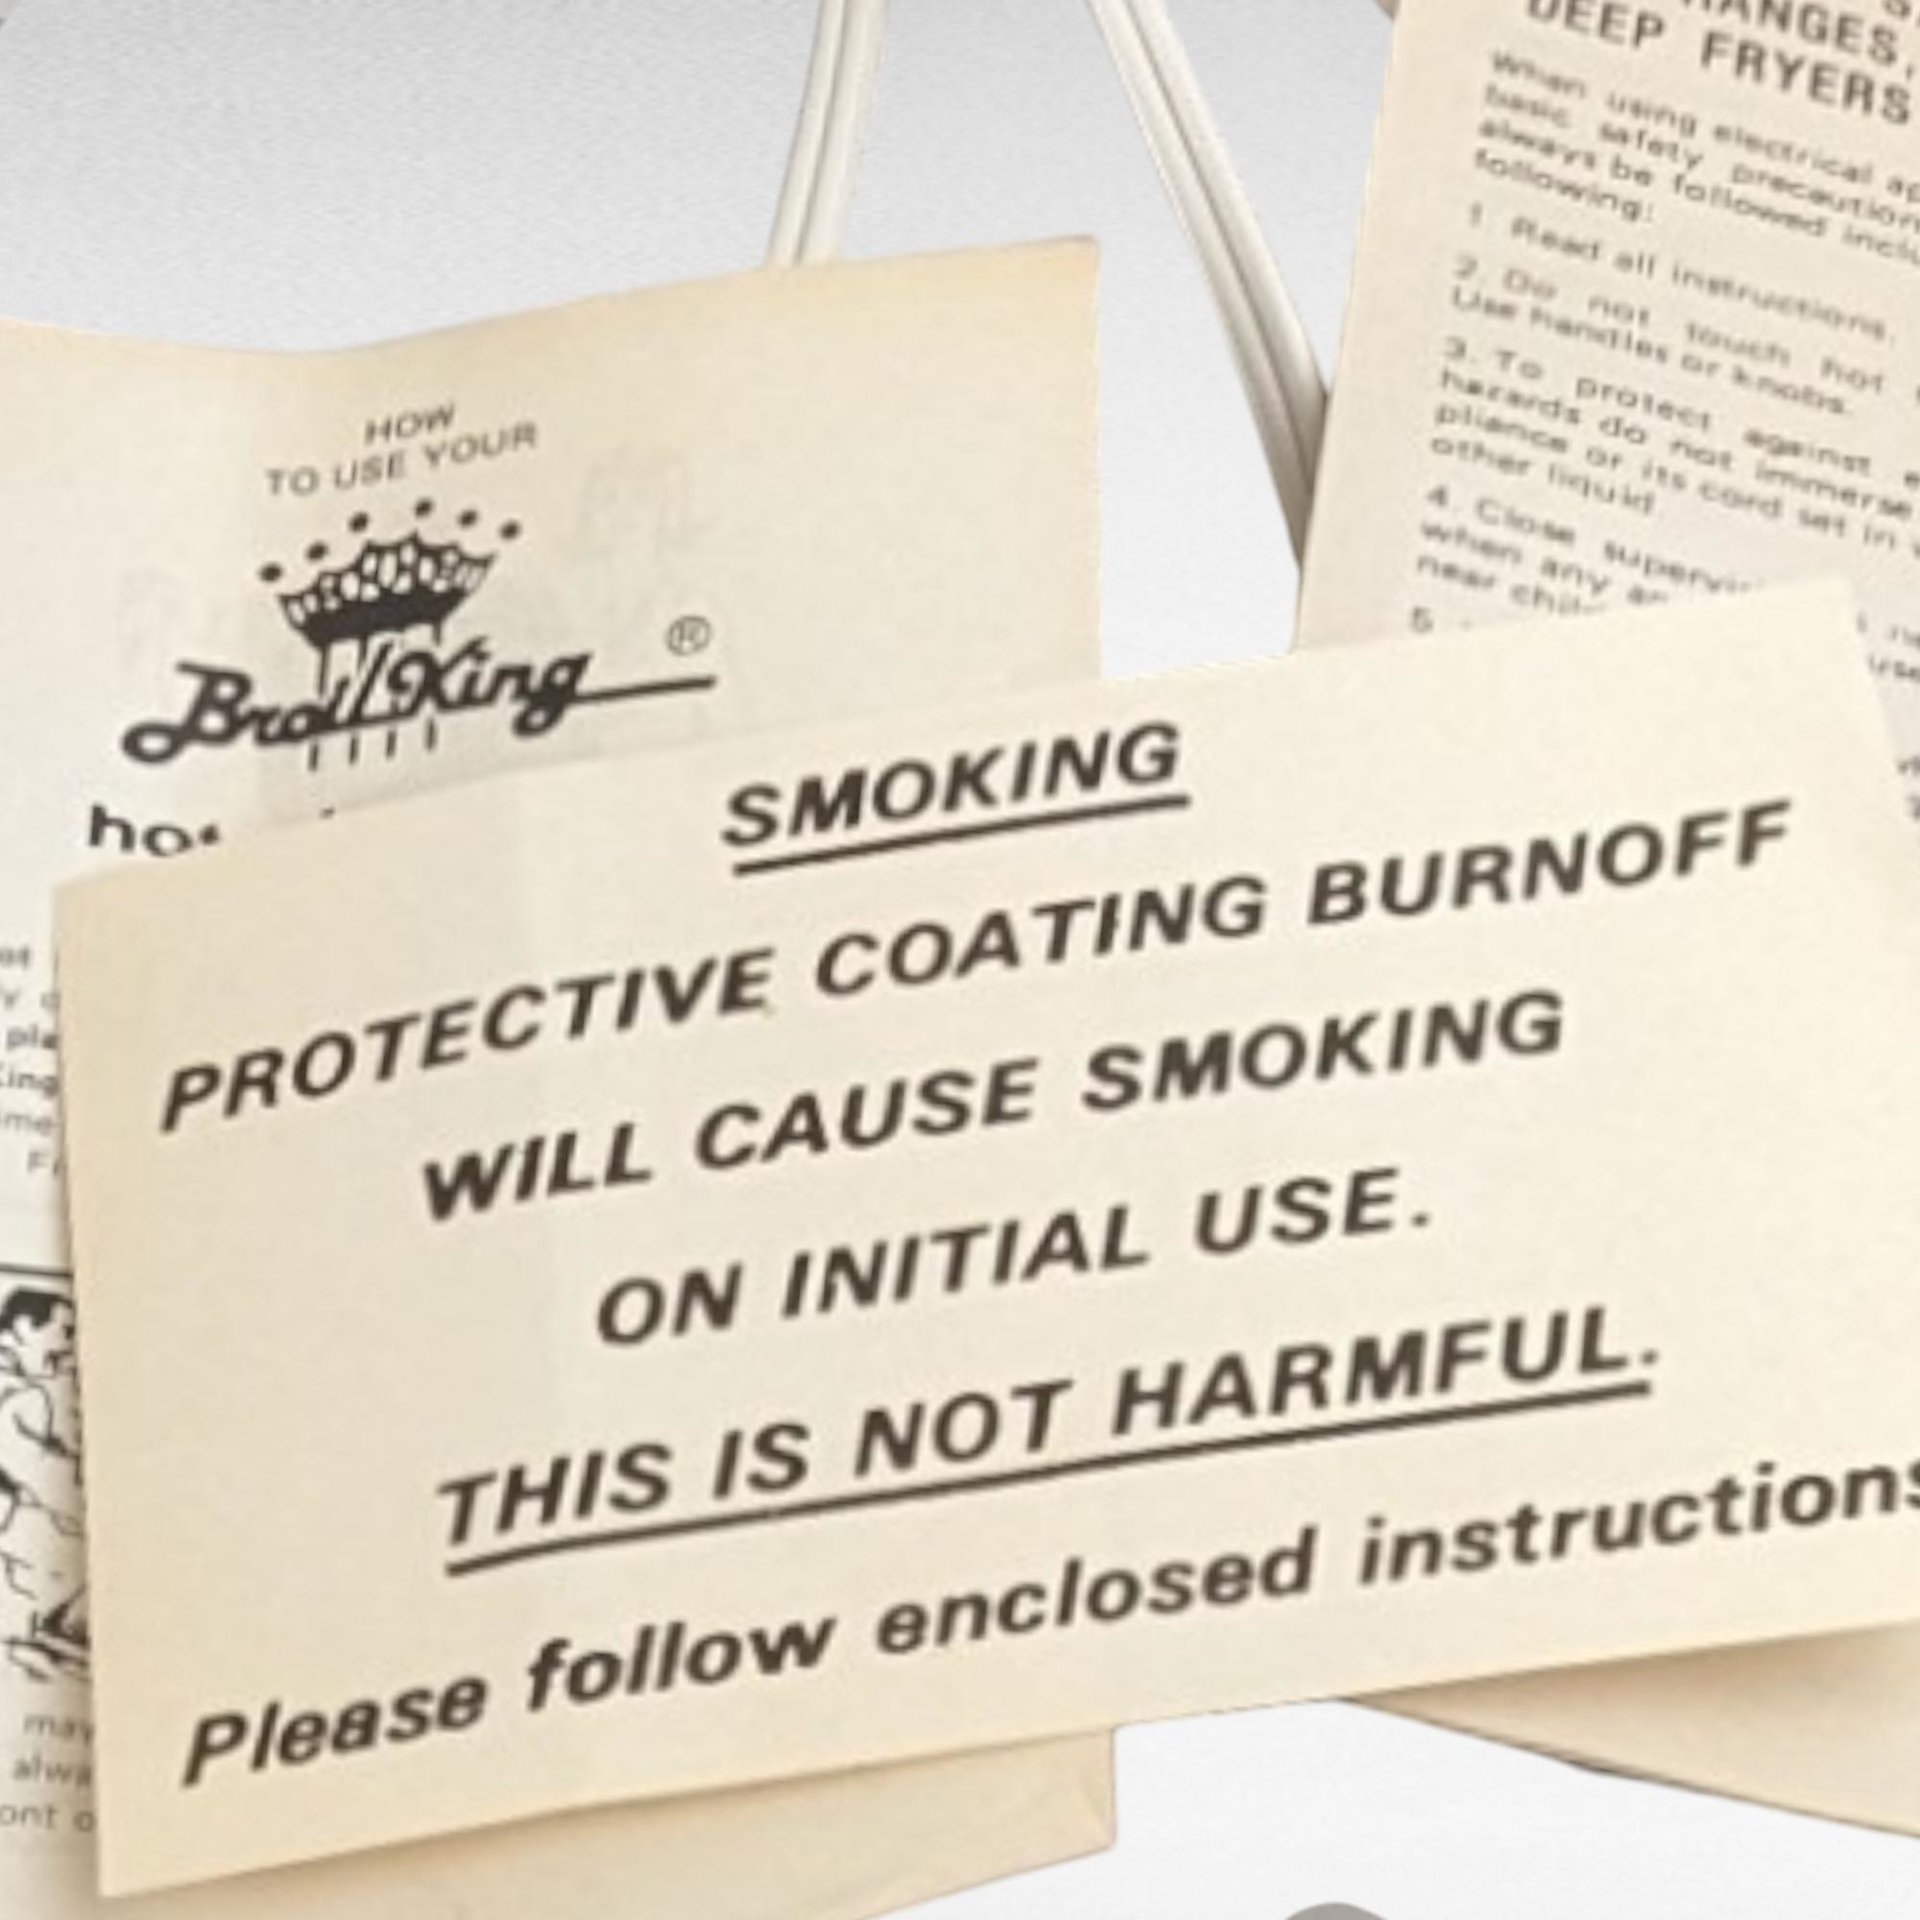 HOW
TO USE YOUR
Broil King ®
SMOKING
PROTECTIVE COATING BURNOFF
WILL CAUSE SMOKING
ON INITIAL USE.
THIS IS NOT HARMFUL.
Please follow enclosed instructions
DEEP FRYERS
When using electrical
basic safety
always be followed
following:
1 Read all instructions.
2. Do not touch hot
Use handles or knobs.
3. To protect against
hazards do not immerse
pliance or its cord set in
other liquid
4. Close
when any
near
5